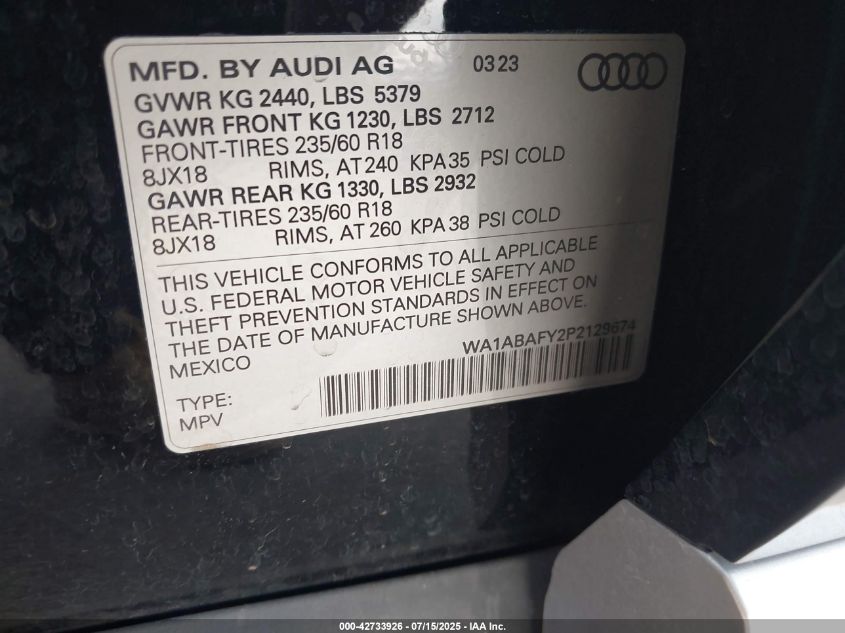 MFD. BY AUDI AG 03 23
GVWR KG 2440, LBS 5379
GAWR FRONT KG 1230, LBS 2712
FRONT-TIRES 235/60 R18
8JX18 RIMS, AT 240 KPA 35 PSI COLD
GAWR REAR KG 1330, LBS 2932
REAR-TIRES 235/60 R18
8JX18 RIMS, AT 260 KPA 38 PSI COLD
THIS VEHICLE CONFORMS TO ALL APPLICABLE
U.S. FEDERAL MOTOR VEHICLE SAFETY AND
THEFT PREVENTION STANDARDS IN EFFECT ON
THE DATE OF MANUFACTURE SHOWN ABOVE.
MEXICO WA1ABAFY2P2129674
TYPE:
MPV
000-42733926 - 07/15/2025 - IAA Inc.